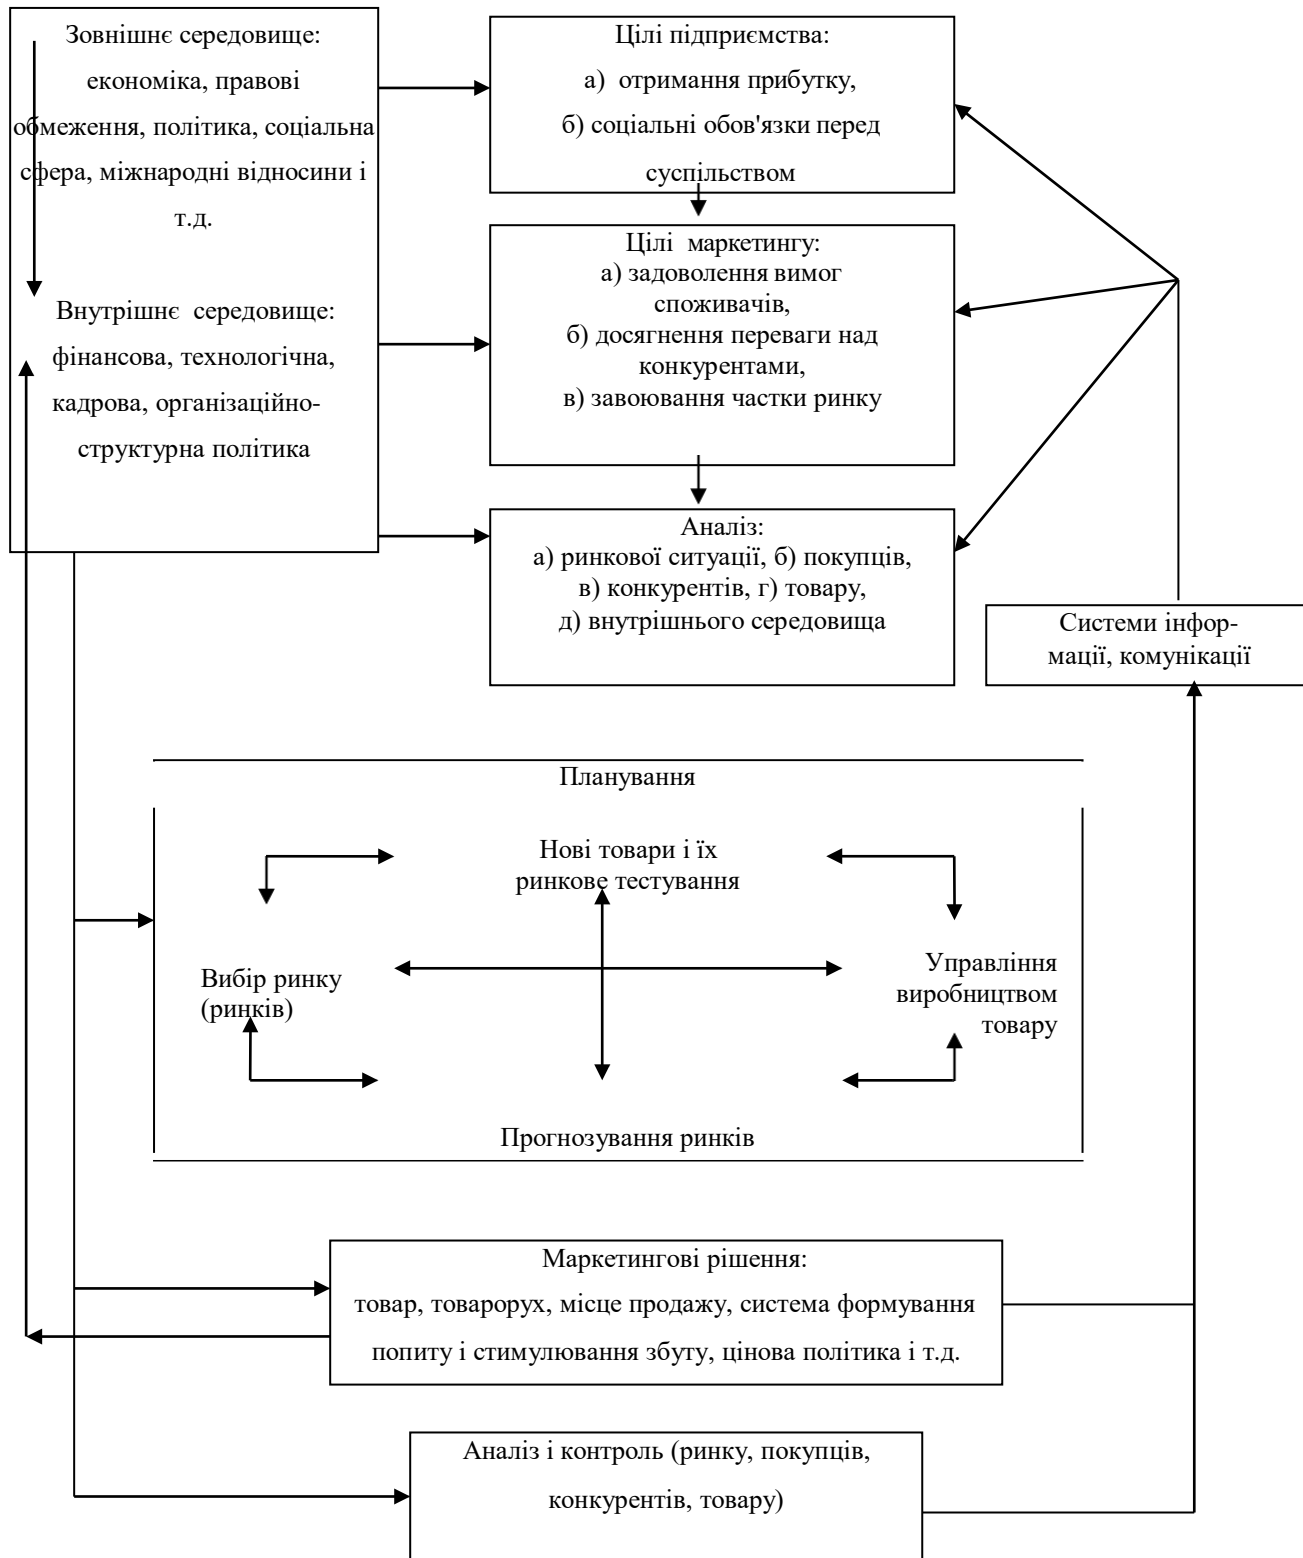 Зовнішнє середовище:
економіка, правові
обмеження, політика, соціальна
сфера, міжнародні відносини і
т.д.
Внутрішнє середовище:
фінансова, технологічна,
кадрова, організаційно-
структурна політика
Цілі підприємства:
а) отримання прибутку,
б) соціальні обов'язки перед
суспільством
Цілі маркетингу:
а) задоволення вимог
споживачів,
б) досягнення переваги над
конкурентами,
в) завоювання частки ринку
Аналіз:
а) ринкової ситуації, б) покупців,
в) конкурентів, г) товару,
д) внутрішнього середовища
Системи інфор-
мації, комунікації
Планування
Нові товари і їх
ринкове тестування
Вибір ринку
(ринків)
Управління
виробництвом
товару
Прогнозування ринків
Маркетингові рішення:
товар, товарорух, місце продажу, система формування
попиту і стимулювання збуту, цінова політика і т.д.
Аналіз і контроль (ринку, покупців,
конкурентів, товару)